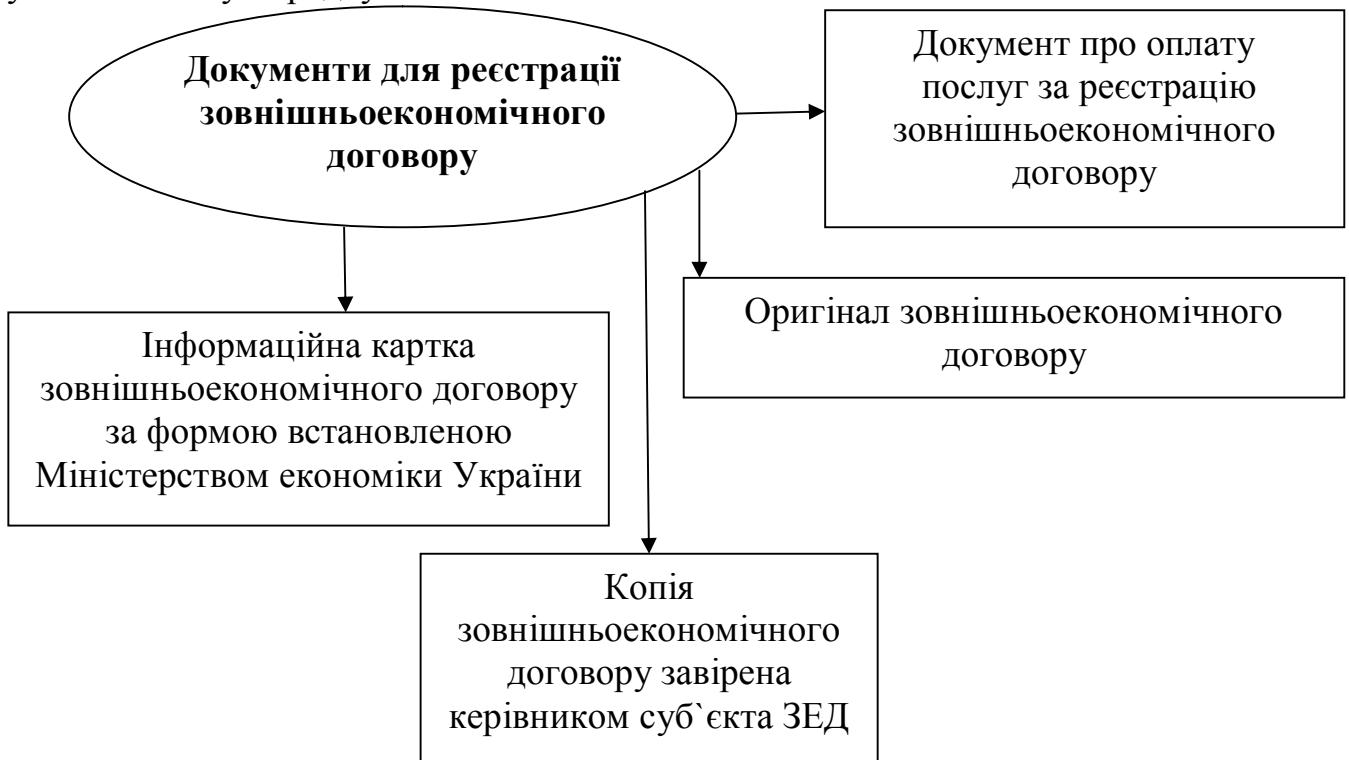 Документи для реєстрації
зовнішньоекономічного
договору
Документ про оплату
послуг за реєстрацію
зовнішньоекономічного
договору
Оригінал зовнішньоекономічного
договору
Інформаційна картка
зовнішньоекономічного договору
за формою встановленою
Міністерством економіки України
Копія
зовнішньоекономічного
договору завірена
керівником суб`єкта ЗЕД